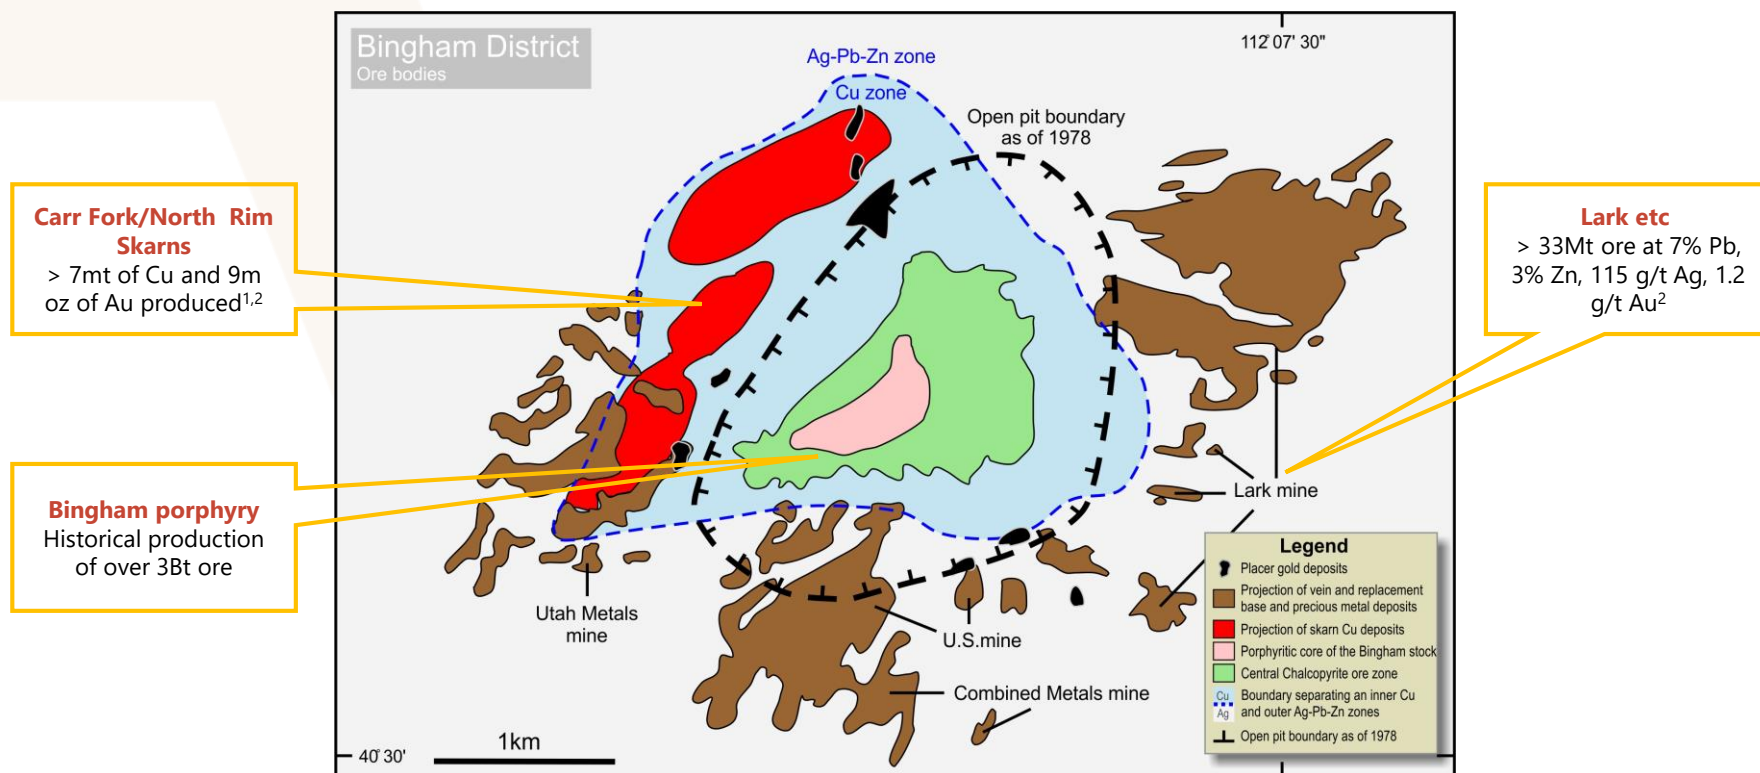 Bingham District
Ore bodies
Ag-Pb-Zn zone
Cu zone
112° 07' 30"
Open pit boundary
as of 1978
Carr Fork/North Rim
Skarns
> 7mt of Cu and 9m
oz of Au produced1,2
Lark etc
> 33Mt ore at 7% Pb,
3% Zn, 115 g/t Ag, 1.2
g/t Au2
Bingham porphyry
Historical production
of over 3Bt ore
Lark mine
Utah Metals
mine
U.S.mine
Combined Metals mine
1km
40° 30'
Legend
Placer gold deposits
Projection of vein and replacement
base and precious metal deposits
Projection of skarn Cu deposits
Porphyritic core of the Bingham stock
Central Chalcopyrite ore zone
Cu
Ag
Boundary separating an inner Cu
and outer Ag-Pb-Zn zones
Open pit boundary as of 1978